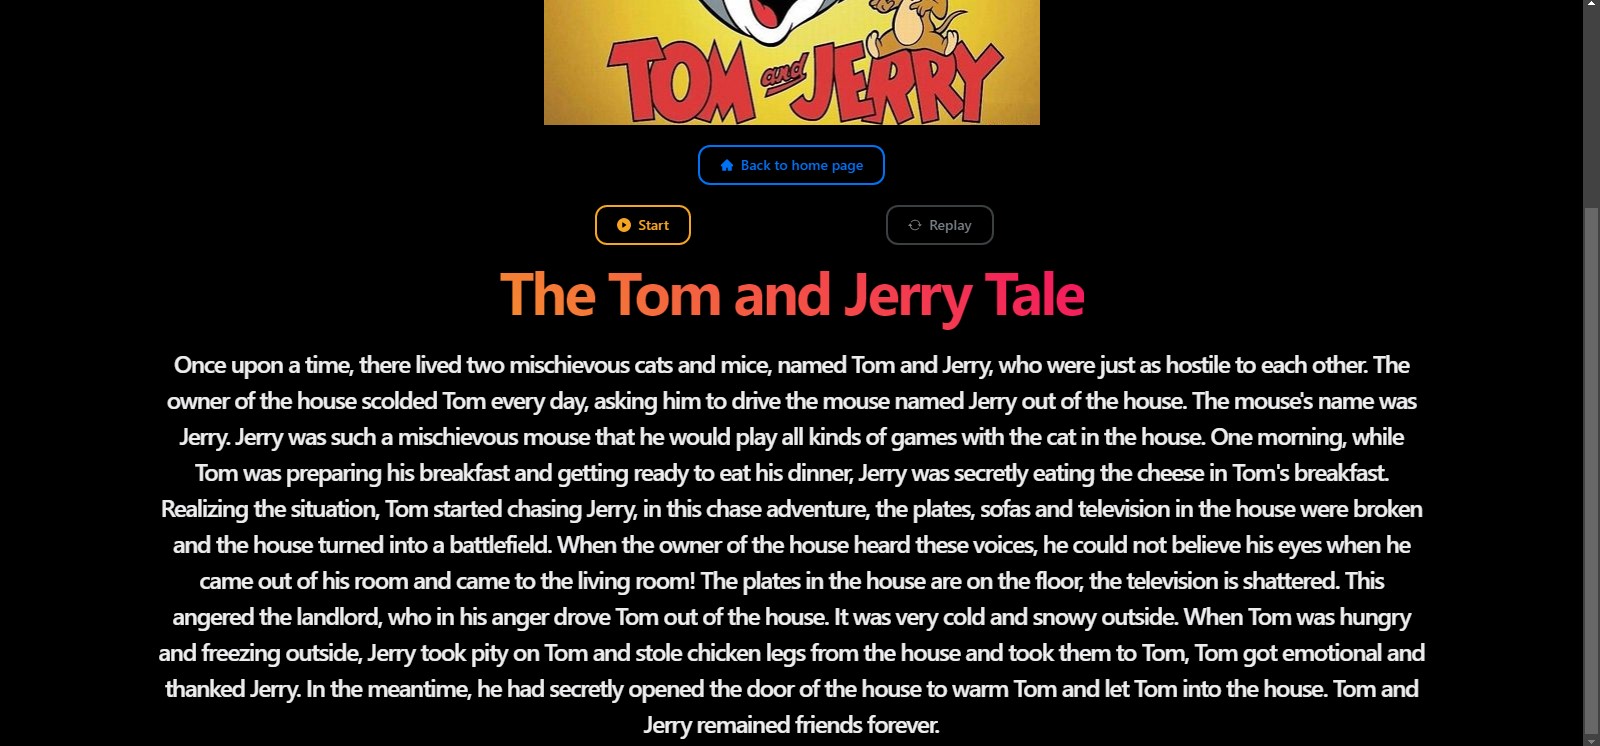 TOM and JERRY
Back to home page
Start
Replay
The Tom and Jerry Tale
Once upon a time, there lived two mischievous cats and mice, named Tom and Jerry, who were just as hostile to each other. The
owner of the house scolded Tom every day, asking him to drive the mouse named Jerry out of the house. The mouse's name was
Jerry. Jerry was such a mischievous mouse that he would play all kinds of games with the cat in the house. One morning, while
Tom was preparing his breakfast and getting ready to eat his dinner, Jerry was secretly eating the cheese in Tom's breakfast.
Realizing the situation, Tom started chasing Jerry, in this chase adventure, the plates, sofas and television in the house were broken
and the house turned into a battlefield. When the owner of the house heard these voices, he could not believe his eyes when he
came out of his room and came to the living room! The plates in the house are on the floor, the television is shattered. This
angered the landlord, who in his anger drove Tom out of the house. It was very cold and snowy outside. When Tom was hungry
and freezing outside, Jerry took pity on Tom and stole chicken legs from the house and took them to Tom, Tom got emotional and
thanked Jerry. In the meantime, he had secretly opened the door of the house to warm Tom and let Tom into the house. Tom and
Jerry remained friends forever.